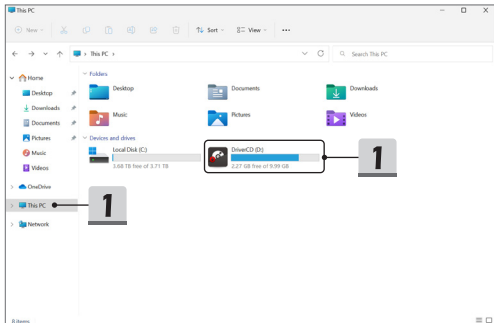 This PC
New
Sort
View
This PC
Search This PC
Home
Desktop
Downloads
Documents
Pictures
Music
Videos
OneDrive
This PC
Network
Folders
Desktop
Documents
Downloads
Music
Pictures
Videos
Devices and drives
Local Disk (C:)
3.68 TB free of 3.71 TB
DriverCD (D:)
2.27 GB free of 9.99 GB
1
1
8 items